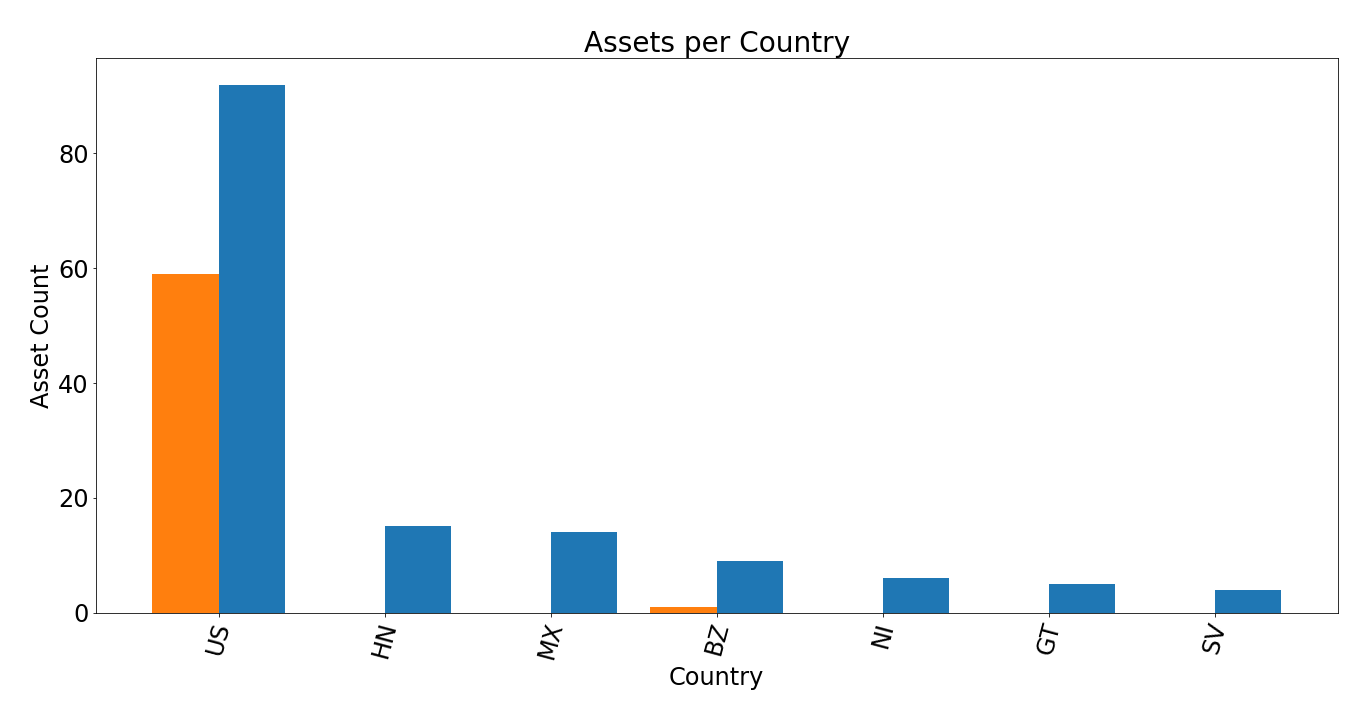 Assets per Country
Asset Count
80
60
40
20
0
US
HN
MX
BZ
NI
GT
SV
Country